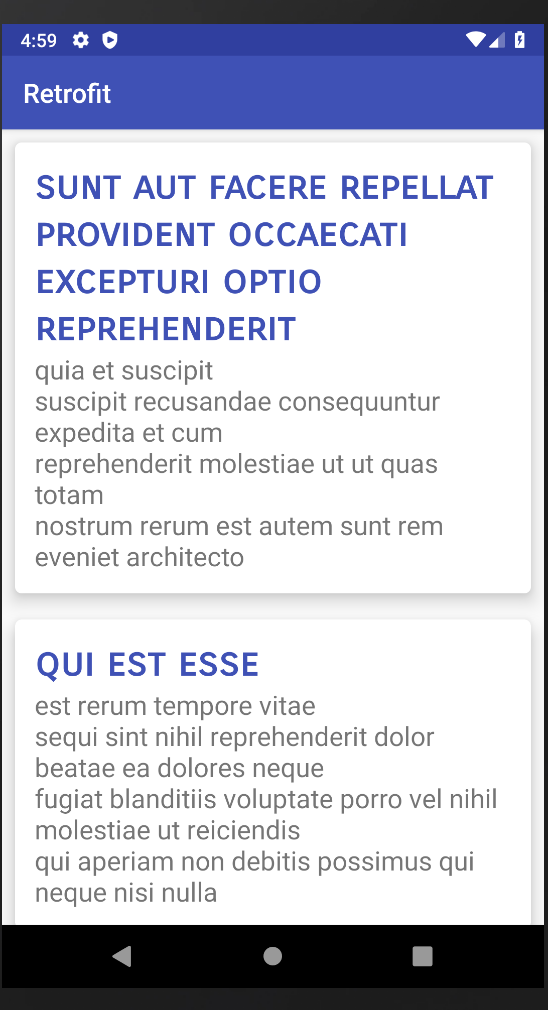 4:59
Retrofit
SUNT AUT FACERE REPELLAT
PROVIDENT OCCAECATI
EXCEPTURI OPTIO
REPREHENDERIT
quia et suscipit
suscipit recusandae consequuntur
expedita et cum
reprehenderit molestiae ut ut quas
totam
nostrum rerum est autem sunt rem
eveniet architecto
QUI EST ESSE
est rerum tempore vitae
sequi sint nihil reprehenderit dolor
beatae ea dolores neque
fugiat blanditiis voluptate porro vel nihil
molestiae ut reiciendis
qui aperiam non debitis possimus qui
neque nisi nulla